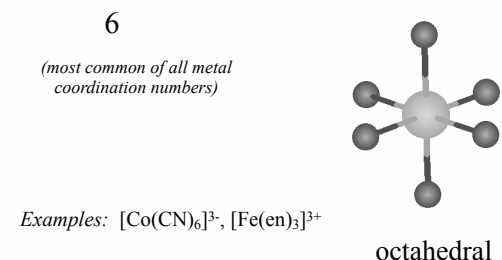 6
(most common of all metal
coordination numbers)
Examples: [Co(CN)₆]³⁻, [Fe(en)₃]³⁺
octahedral